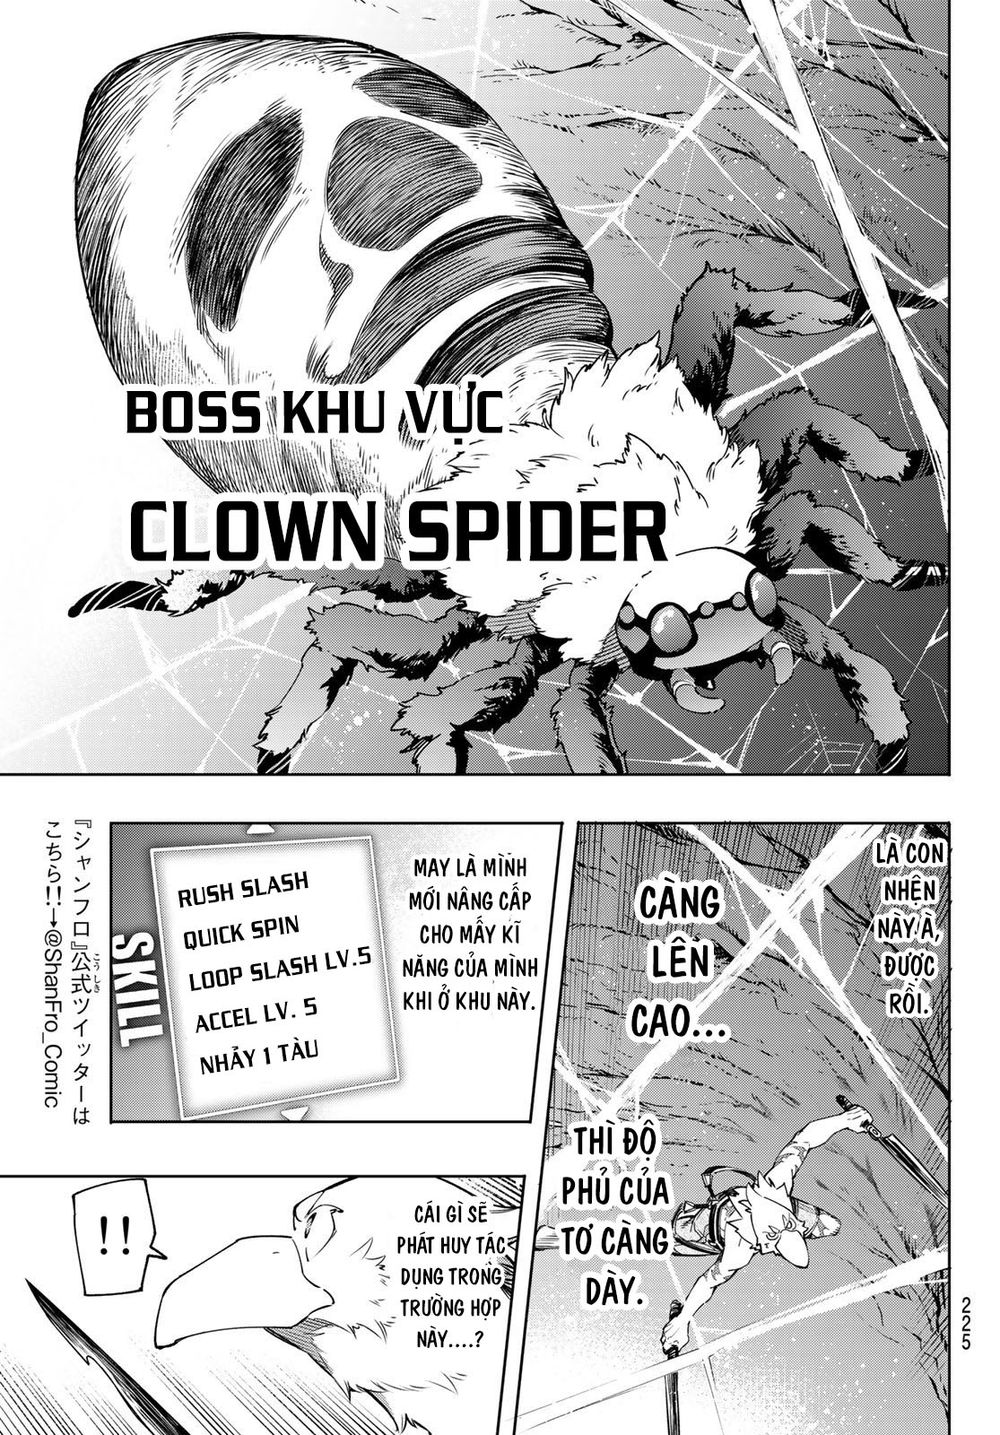 BOSS KHU VỰC
CLOWN SPIDER
LÀ CON
NHỆN
NÀY À,
ĐƯỢC
RỒI.
CÀNG
LÊN
CAO...
THÌ ĐỘ
PHỦ CỦA
TƠ CÀNG
DÀY.
MAY LÀ MÌNH
MỚI NÂNG CẤP
CHO MẤY KĨ
NĂNG CỦA MÌNH
KHI Ở KHU NÀY.
SKILL
RUSH SLASH
QUICK SPIN
LOOP SLASH LV.5
ACCEL LV. 5
NHẢY 1 TÀU
『シャンフロ』公式ツイッターは
こうしき
こちら!!→@ShanFro_Comic
CÁI GÌ SẼ
PHÁT HUY TÁC
DỤNG TRONG
TRƯỜNG HỢP
NÀY....?
!!
225